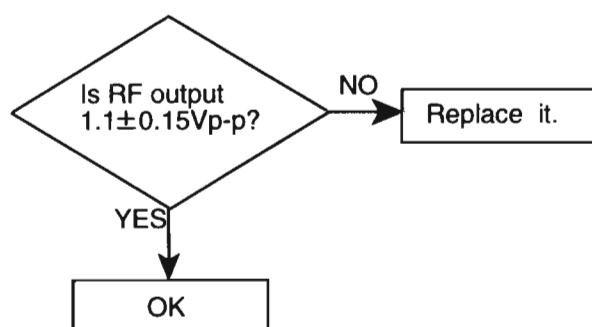 Is RF output
1.1±0.15Vp-p?
NO
Replace it.
YES
OK